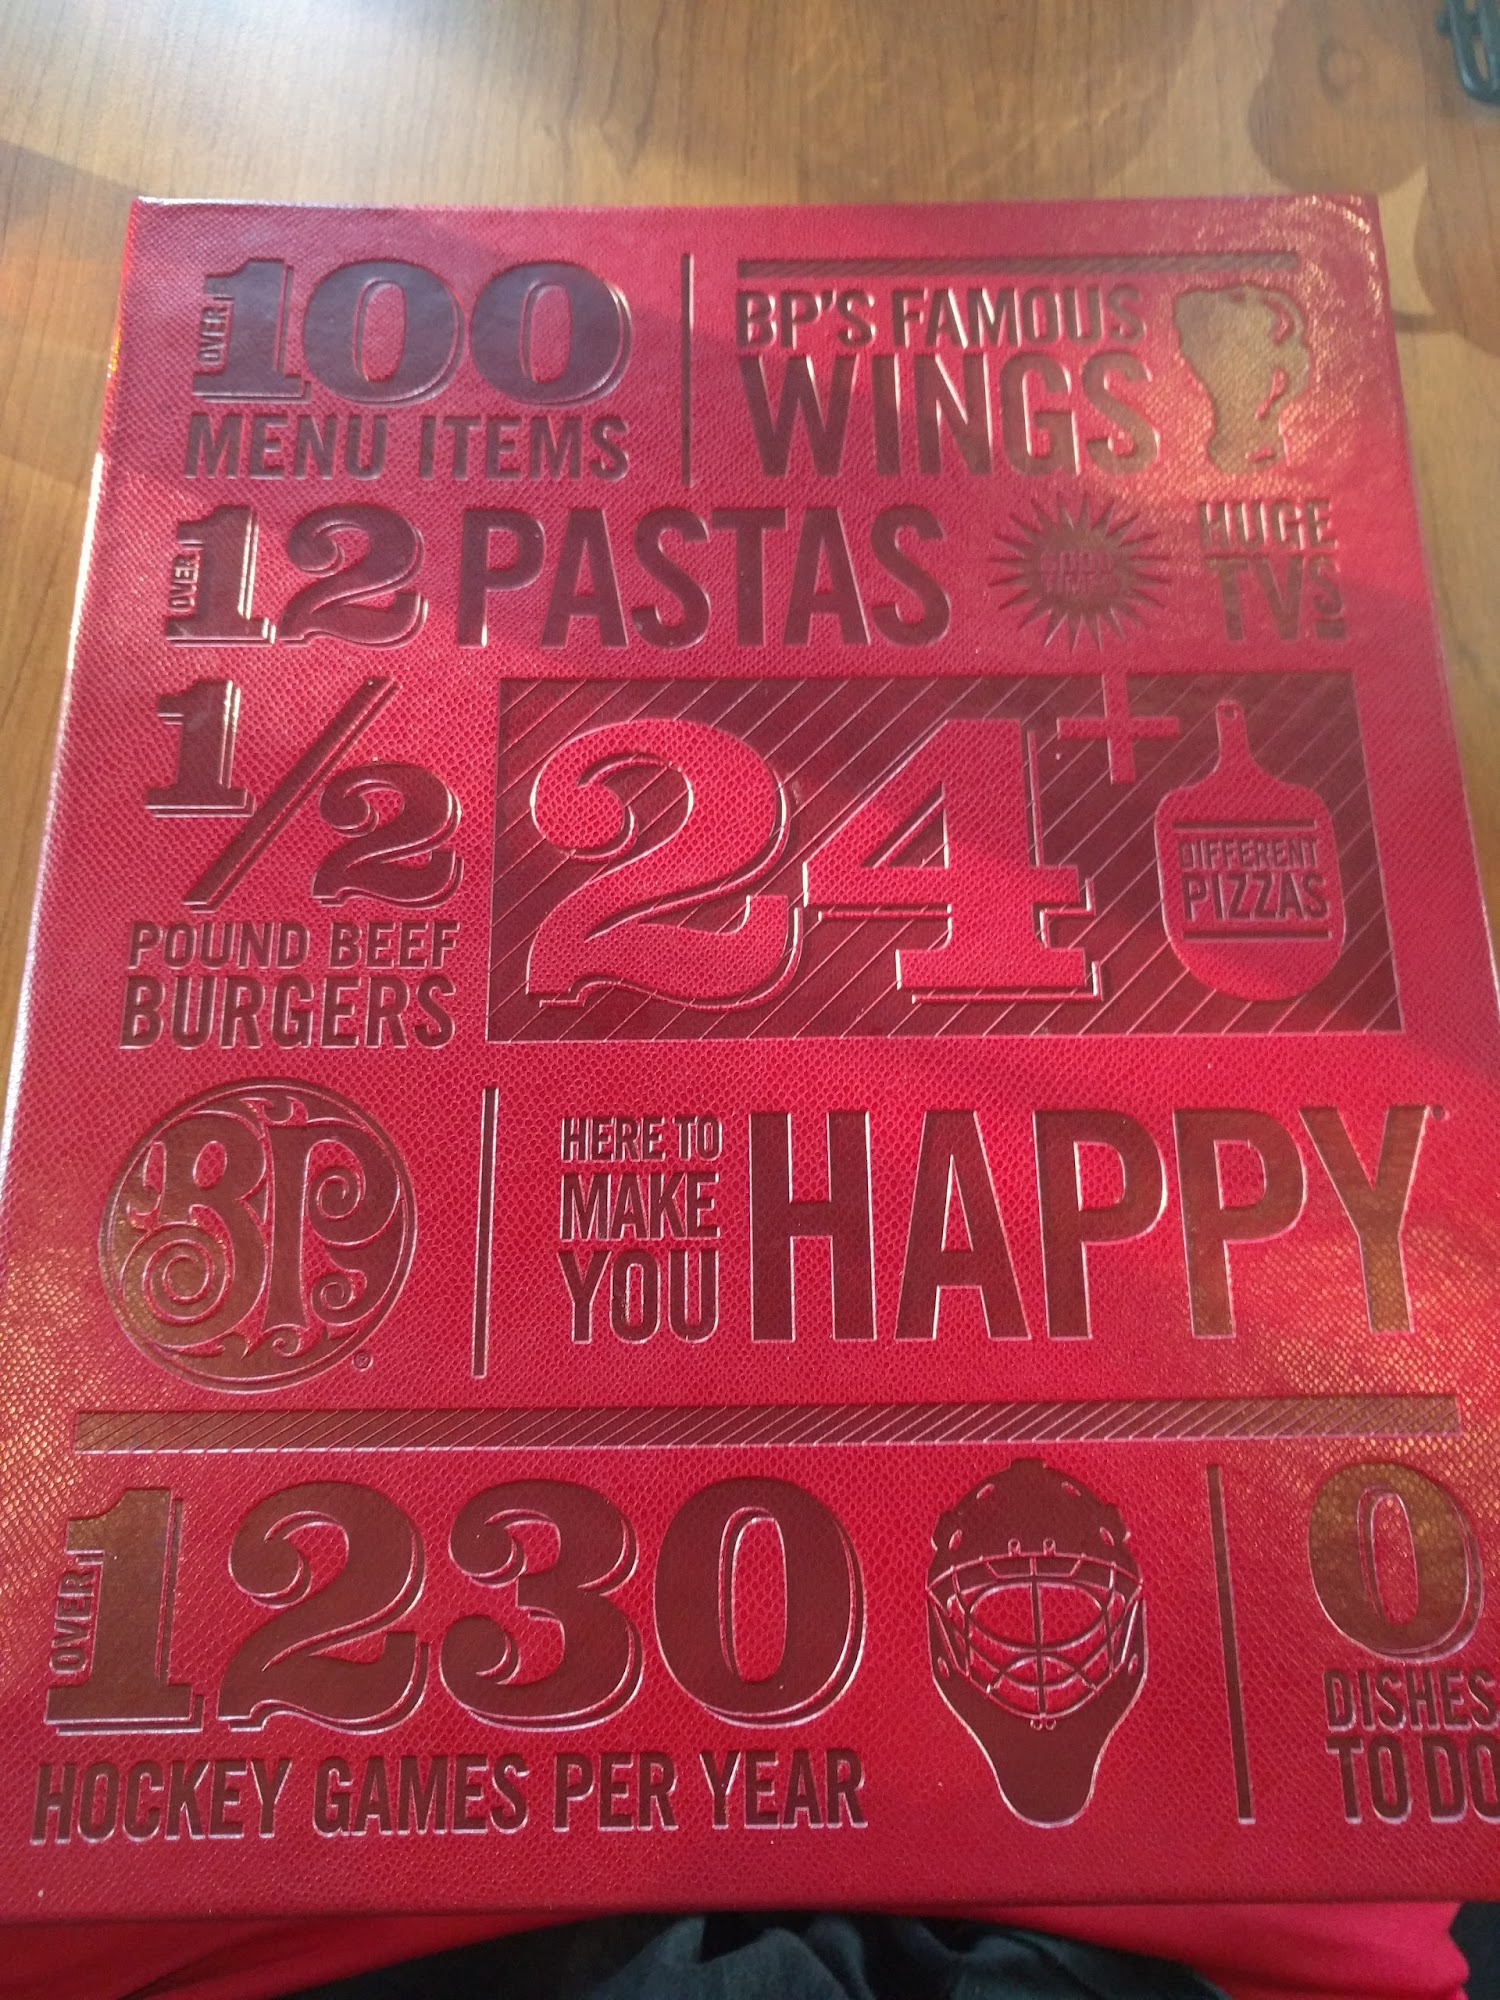 OVER 100
MENU ITEMS
BP'S FAMOUS
WINGS
OVER 12 PASTAS
HUGE
TVS
1/2
POUND BEEF
BURGERS
24+
DIFFERENT
PIZZAS
BP
®
HERE TO
MAKE
YOU
HAPPY
OVER 1230
HOCKEY GAMES PER YEAR
0
DISHES
TO DO